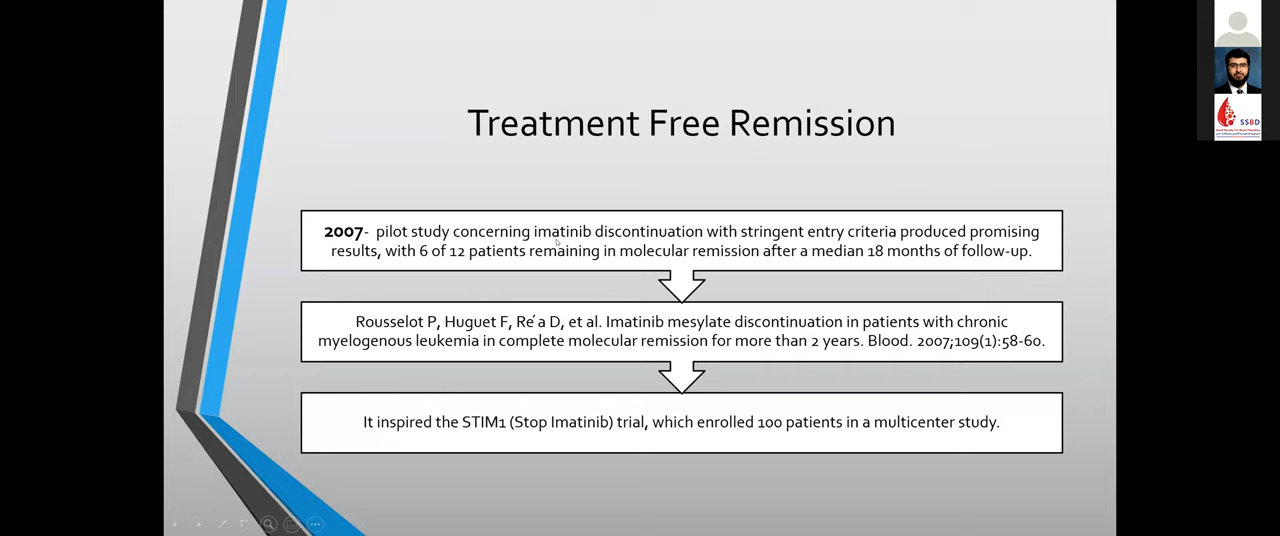 Treatment Free Remission
2007- pilot study concerning imatinib discontinuation with stringent entry criteria produced promising
results, with 6 of 12 patients remaining in molecular remission after a median 18 months of follow-up.
Rousselot P, Huguet F, Re ́a D, et al. Imatinib mesylate discontinuation in patients with chronic
myelogenous leukemia in complete molecular remission for more than 2 years. Blood. 2007;109(1):58-60.
It inspired the STIM1 (Stop Imatinib) trial, which enrolled 100 patients in a multicenter study.
SSBD